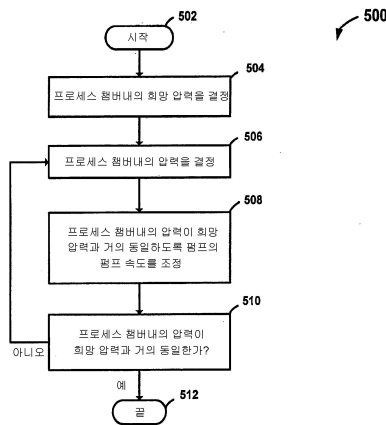 500
502
시작
504
프로세스 챔버내의 희망 압력을 결정
506
프로세스 챔버내의 압력을 결정
508
프로세스 챔버내의 압력이 희망
압력과 거의 동일하도록 펌프의
펌프 속도를 조정
510
프로세스 챔버내의 압력이
희망 압력과 거의 동일한가?
아니오
예
512
끝